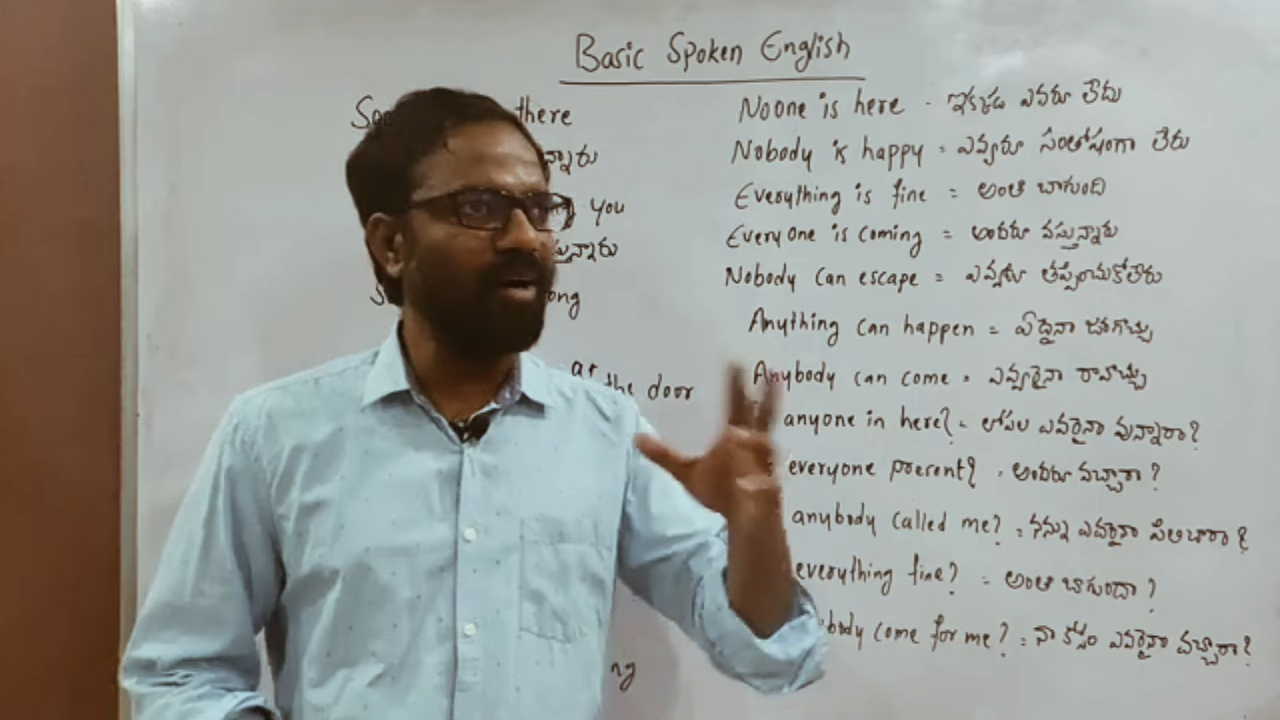 Basic Spoken English
there
న్నారు
you
స్తున్నారు
ong
at
the door
ng
Noone is here - ఇక్కడ ఎవరూ లేరు
Nobody is happy = ఎవ్వరూ సంతోషంగా లేరు
Everything is fine = అంతా బాగుంది
Everyone is coming = అందరూ వస్తున్నారు
Nobody can escape = ఎవ్వరూ తప్పించుకోలేరు
Anything can happen = ఏదైనా జరగొచ్చు
Anybody can come = ఎవ్వరైనా రావొచ్చు
anyone in here? = లోపల ఎవరైనా వున్నారా?
everyone present? - అందరూ వచ్చారా?
anybody called me? = నన్ను ఎవరైనా పిలిచారా?
everything fine? = అంతా బాగుందా?
body come for me? = నా కోసం ఎవరైనా వచ్చారా?